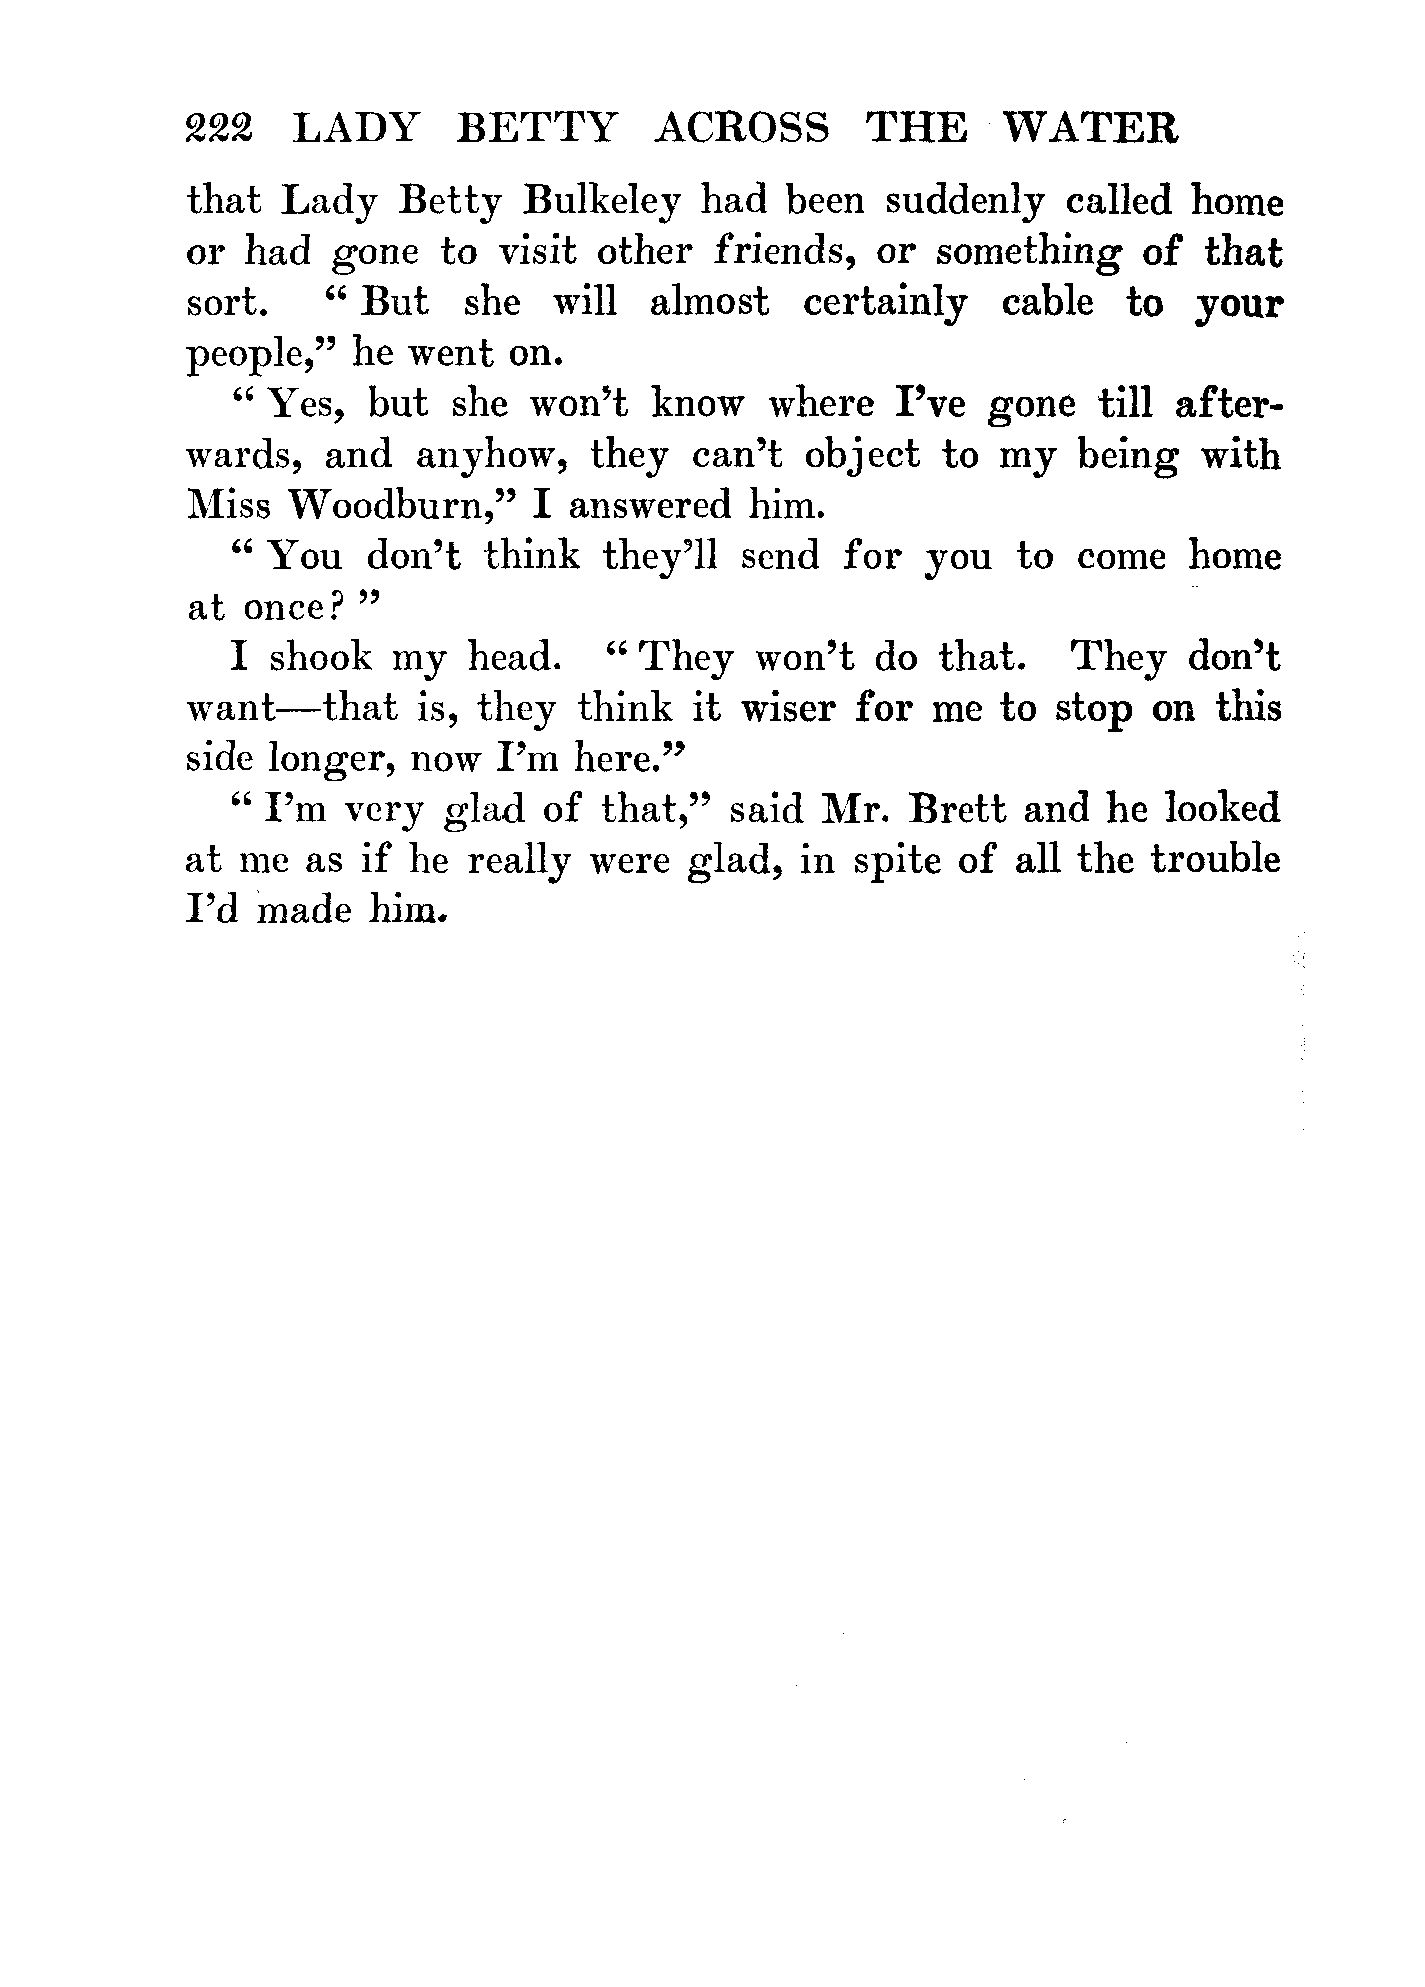 222 LADY BETTY ACROSS THE WATER
that Lady Betty Bulkeley had been suddenly called home
or had gone to visit other friends, or something of that
sort. “ But she will almost certainly cable to your
people,” he went on.
“ Yes, but she won’t know where I’ve gone till after-
wards, and anyhow, they can’t object to my being with
Miss Woodburn,” I answered him.
“ You don’t think they’ll send for you to come home
at once? ”
I shook my head. “ They won’t do that. They don’t
want—that is, they think it wiser for me to stop on this
side longer, now I’m here.”
“ I’m very glad of that,” said Mr. Brett and he looked
at me as if he really were glad, in spite of all the trouble
I’d made him.